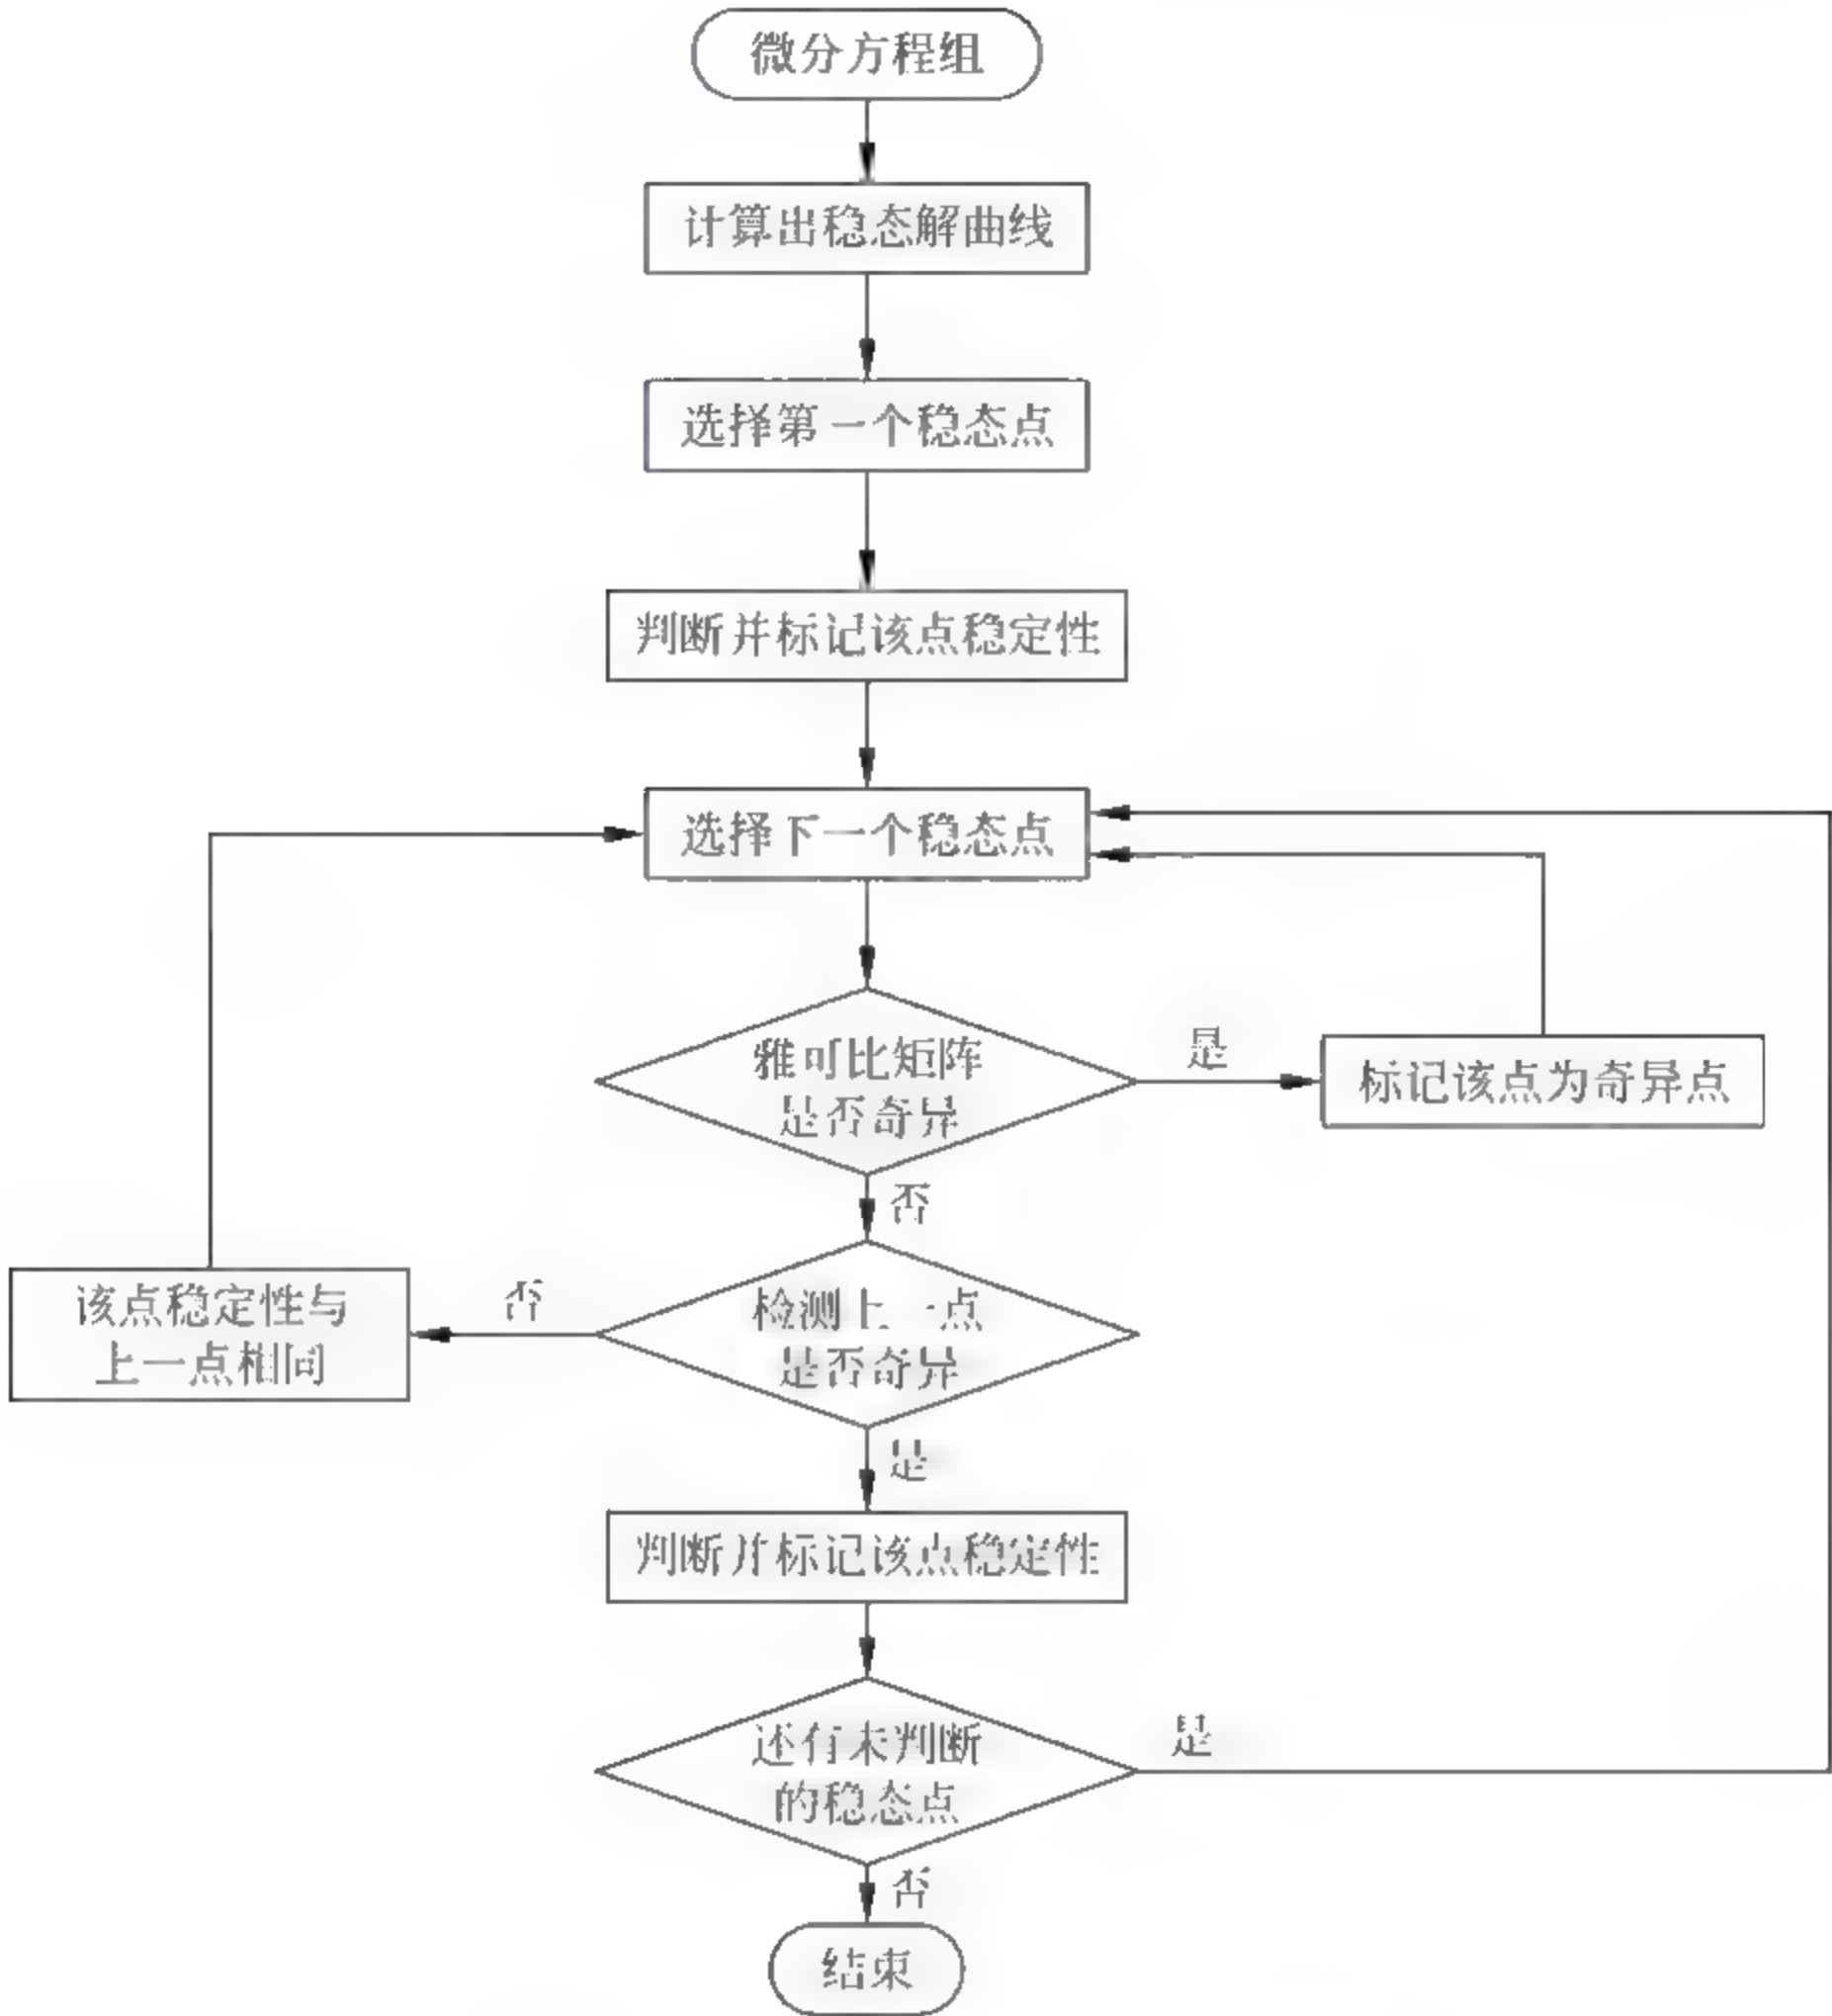 微分方程组
计算出稳态解曲线
选择第一个稳态点
判断并标记该点稳定性
选择下一个稳态点
雅可比矩阵
是否奇异
是
标记该点为奇异点
否
该点稳定性与
上一点相同
否
检测上一点
是否奇异
是
判断并标记该点稳定性
还有未判断
的稳态点
是
否
结束